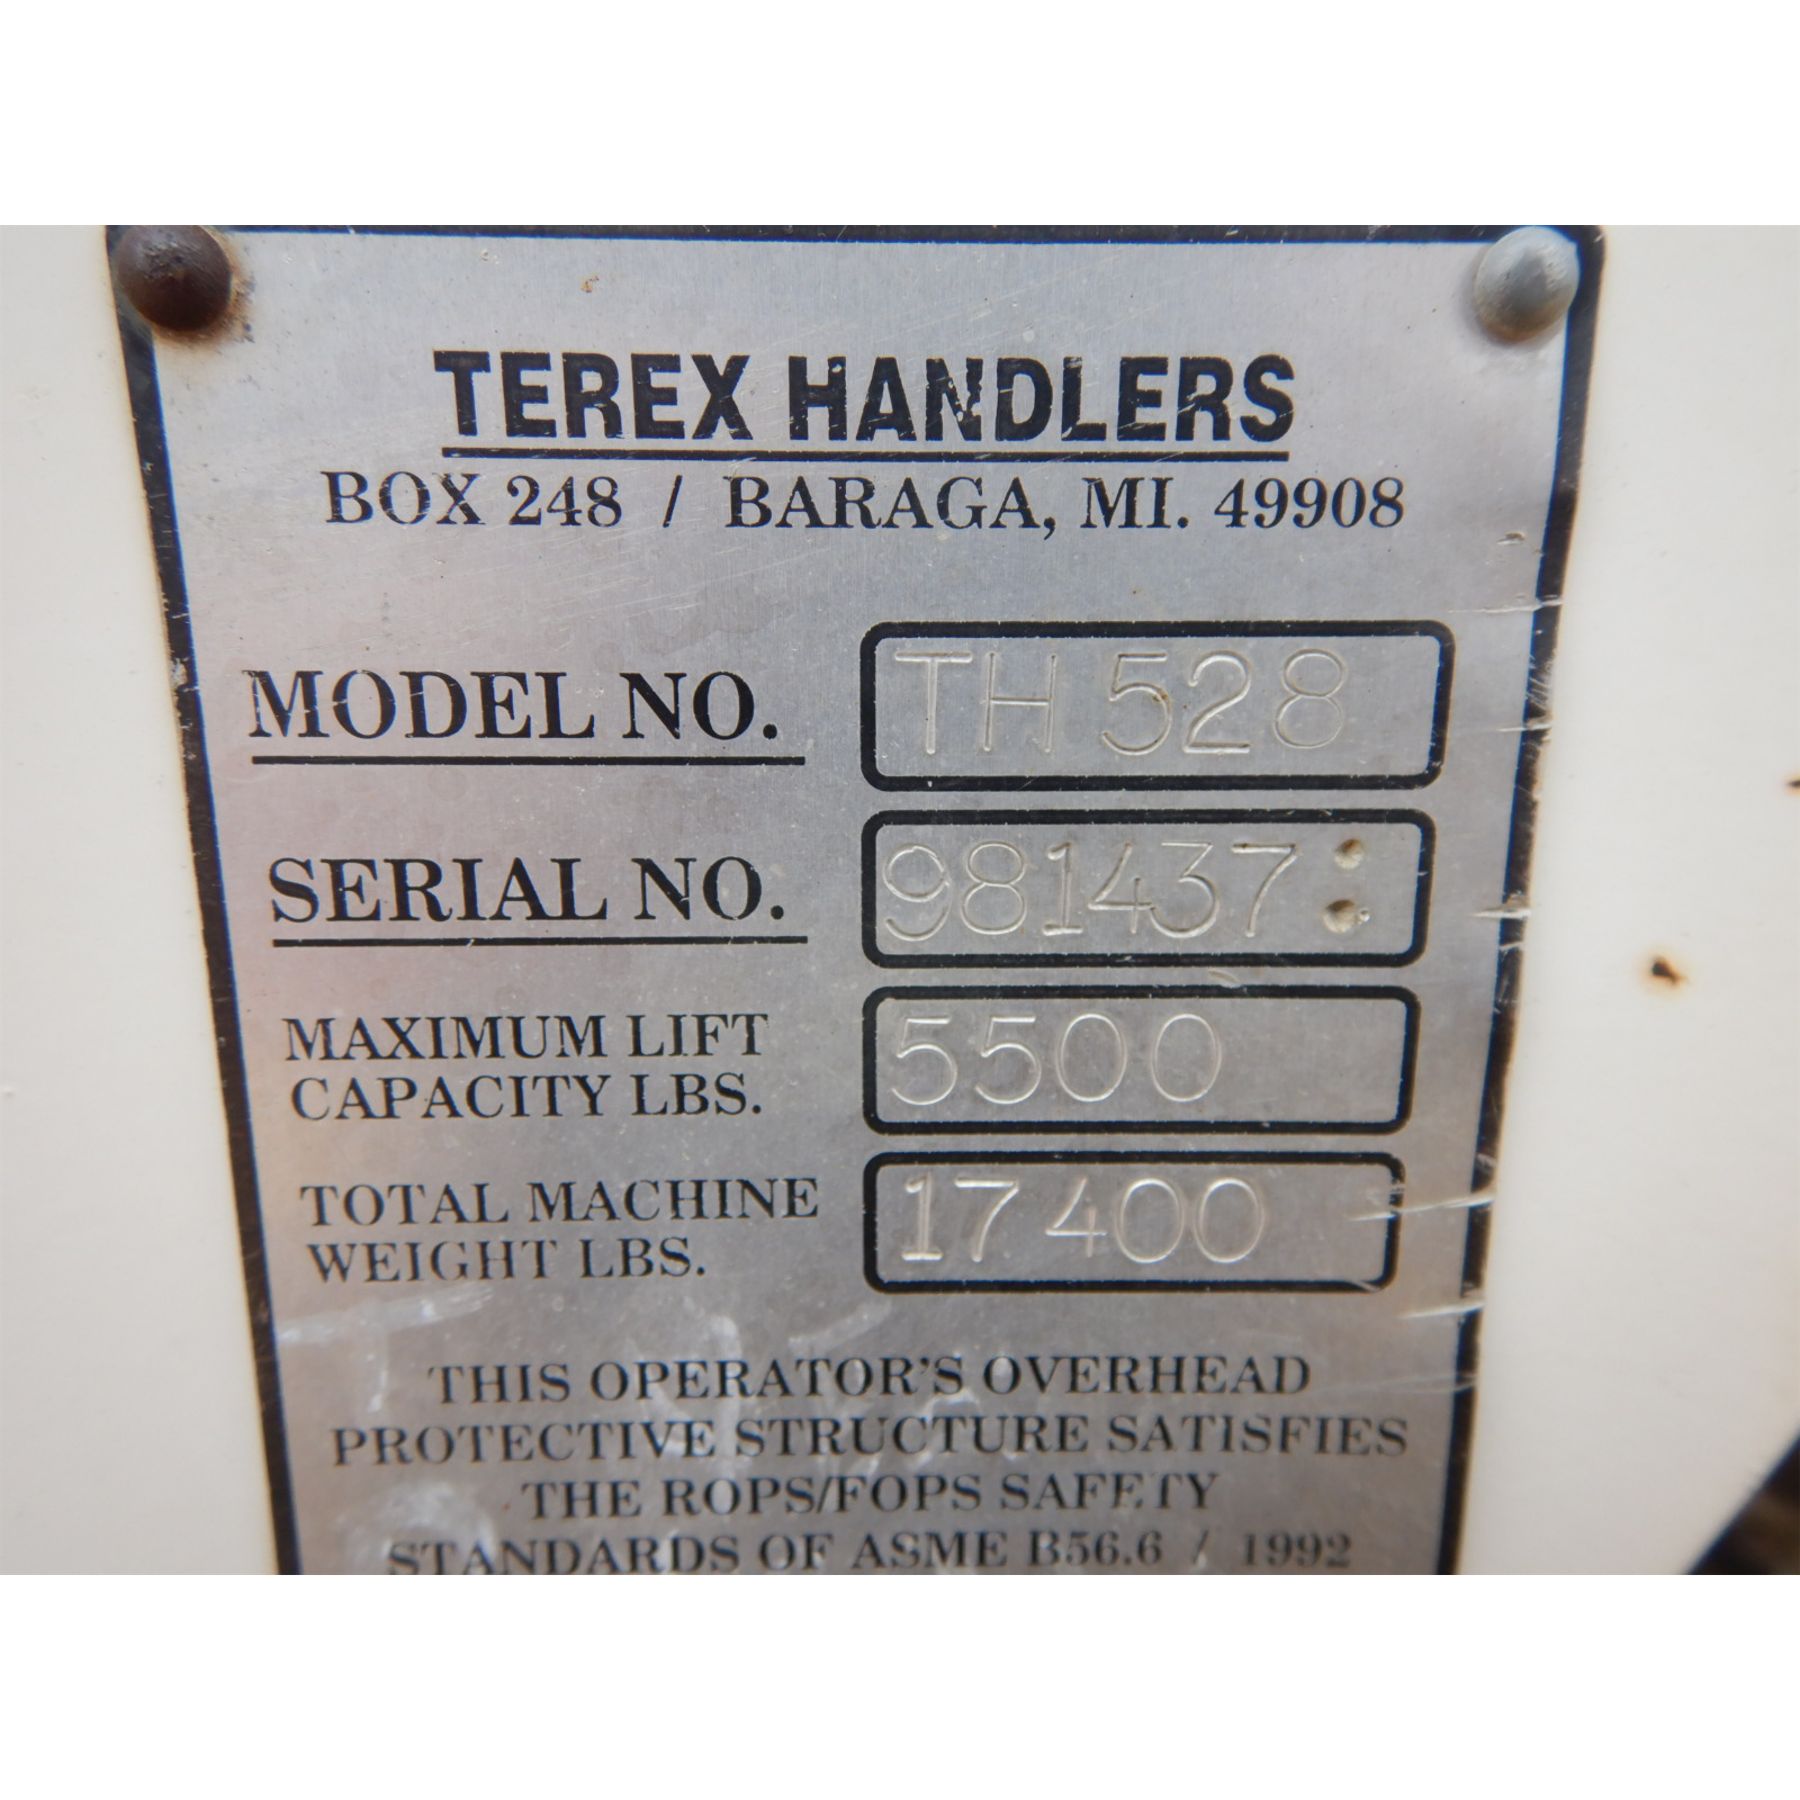 TEREX HANDLERS
BOX 248 / BARAGA, MI. 49908
MODEL NO. TH 528
SERIAL NO. 981437:
MAXIMUM LIFT
CAPACITY LBS. 5500
TOTAL MACHINE
WEIGHT LBS. 17400
THIS OPERATOR'S OVERHEAD
PROTECTIVE STRUCTURE SATISFIES
THE ROPS/FOPS SAFETY
STANDARDS OF ASME B56.6 / 1992